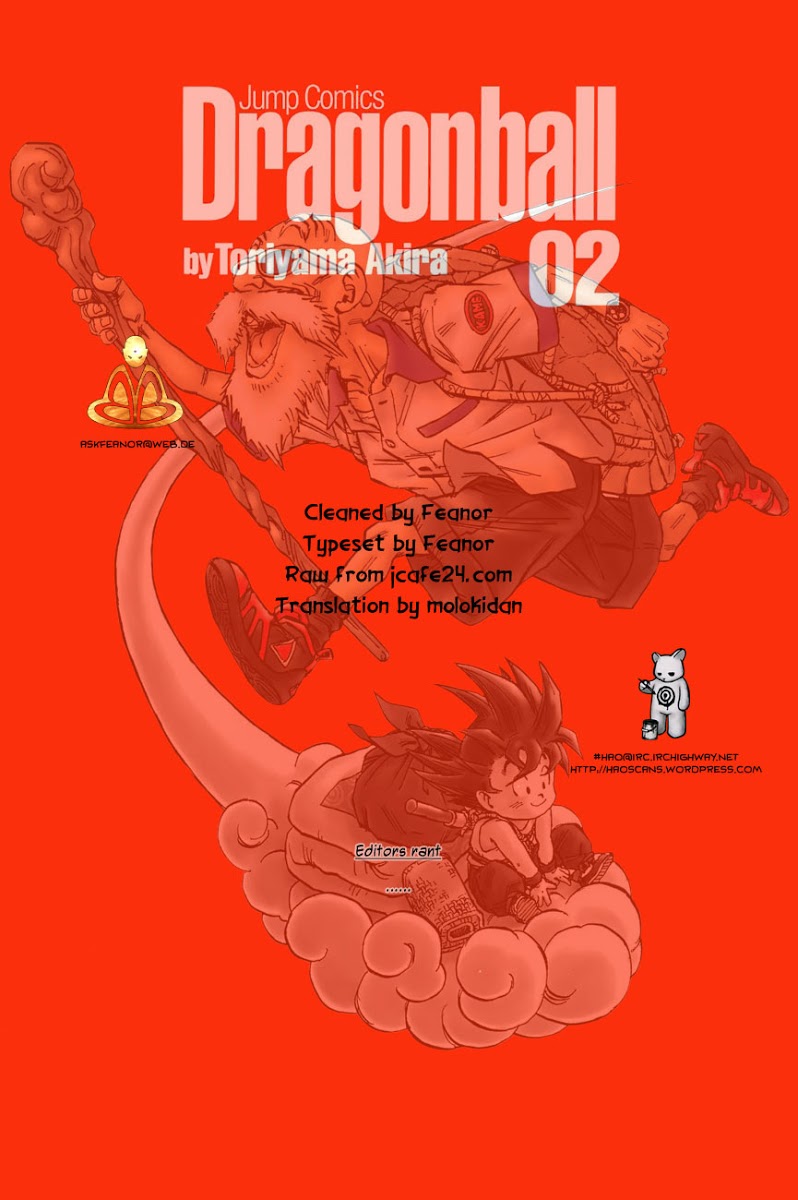 Jump Comics
Dragonball
by Toriyama Akira
02
KAME
ASKFEANOR@WEB.DE
Cleaned by Feanor
Typeset by Feanor
Raw from jcafe24.com
Translation by molokidan
#HAO@IRC.IRCHIGHWAY.NET
HTTP://HAOSCANS.WORDPRESS.COM
Editors rant
......